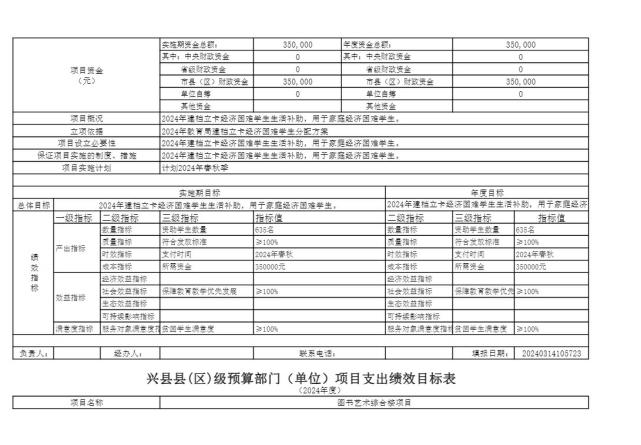 项目资金（元） 实施期资金总额： 350,000 年度资金总额： 350,000
其中：中央财政资金 0 其中：中央财政资金 0
省级财政资金 0 省级财政资金 0
市县（区）财政资金 350,000 市县（区）财政资金 350,000
单位自筹 0 单位自筹 0
其他资金 其他资金
项目概况 2024年建档立卡经济困难学生生活补助，用于家庭经济困难学生。
立项依据 2024年教育局建档立卡经济困难学生分配方案
项目设立必要性 2024年建档立卡经济困难学生生活补助，用于家庭经济困难学生。
保证项目实施的制度、措施 2024年建档立卡经济困难学生生活补助，用于家庭经济困难学生。
项目实施计划 计划2024年春秋季
实施期目标 年度目标
总体目标 2024年建档立卡经济困难学生生活补助，用于家庭经济困难学生。 2024年建档立卡经济困难学生生活补助，用于家庭经济济
绩效指标 一级指标 二级指标 三级指标 指标值 二级指标 三级指标 指标值
产出指标 数量指标 受助学生数量 635名 数量指标 受助学生数量 635名
质量指标 符合发放标准 ≥100% 质量指标 符合发放标准 ≥100%
时效指标 支付时间 2024年春秋 时效指标 支付时间 2024年春秋
成本指标 所需资金 350000元 成本指标 所需资金 350000元
效益指标 经济效益指标 经济效益指标
社会效益指标 保障教育教学优先发展 ≥100% 社会效益指标 保障教育教学优先 ≥100%
生态效益指标 生态效益指标
可持续影响指标 可持续影响指标
满意度指标 服务对象满意度指 贫困学生满意度 ≥100% 服务对象满意度指 贫困学生满意度 ≥100%
负责人： 经办人： 联系电话： 填报日期： 20240314105723
兴县县(区)级预算部门（单位）项目支出绩效目标表
（2024年度）
项目名称 图书艺术综合楼项目